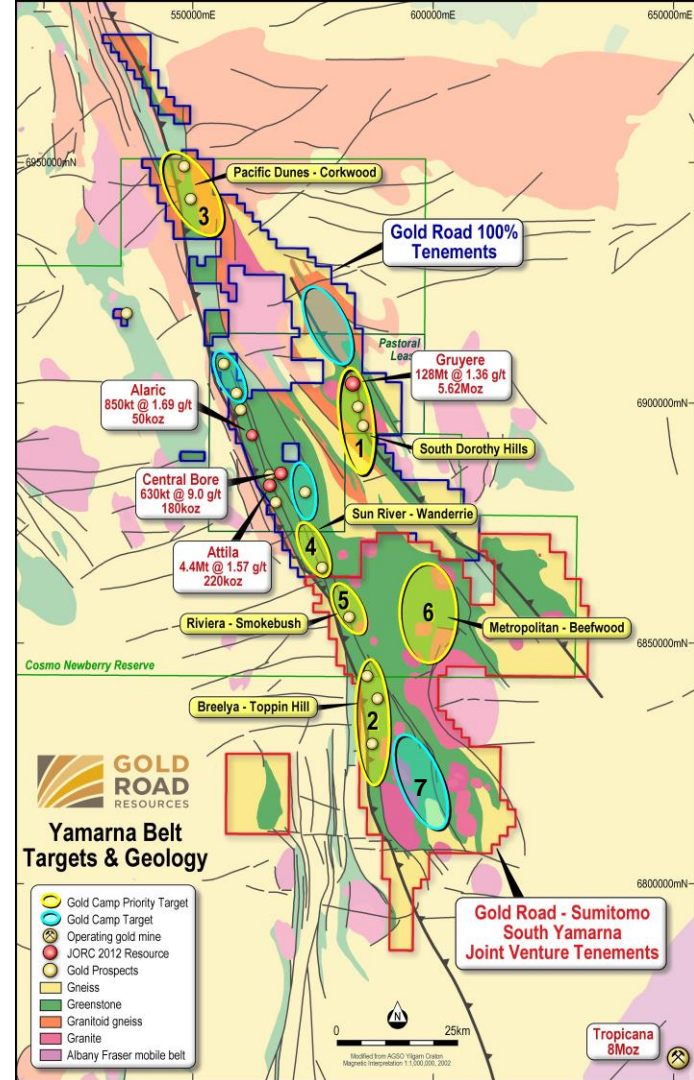 550000mE
600000mE
650000mE
6950000mN
Pacific Dunes - Corkwood
3
Gold Road 100%
Tenements
Pastoral
Lease
Gruyere
128Mt @ 1.36 g/t
5.62Moz
Alaric
850kt @ 1.69 g/t
50koz
6900000mN
1
South Dorothy Hills
Central Bore
630kt @ 9.0 g/t
180koz
Sun River - Wanderrie
4
Attila
4.4Mt @ 1.57 g/t
220koz
5
6
Riviera - Smokebush
Metropolitan - Beefwood
6850000mN
Cosmo Newberry Reserve
Breelya - Toppin Hill
2
7
GOLD
ROAD
RESOURCES
Yamarna Belt
Targets & Geology
6800000mN
Gold Camp Priority Target
Gold Camp Target
Operating gold mine
JORC 2012 Resource
Gold Prospects
Gneiss
Greenstone
Granitoid gneiss
Granite
Albany Fraser mobile belt
Gold Road - Sumitomo
South Yamarna
Joint Venture Tenements
N
0
25km
Modified from AGSO Yilgarn Craton
Magnetic Interpretation 1:1,000,000, 2002
Tropicana
8Moz